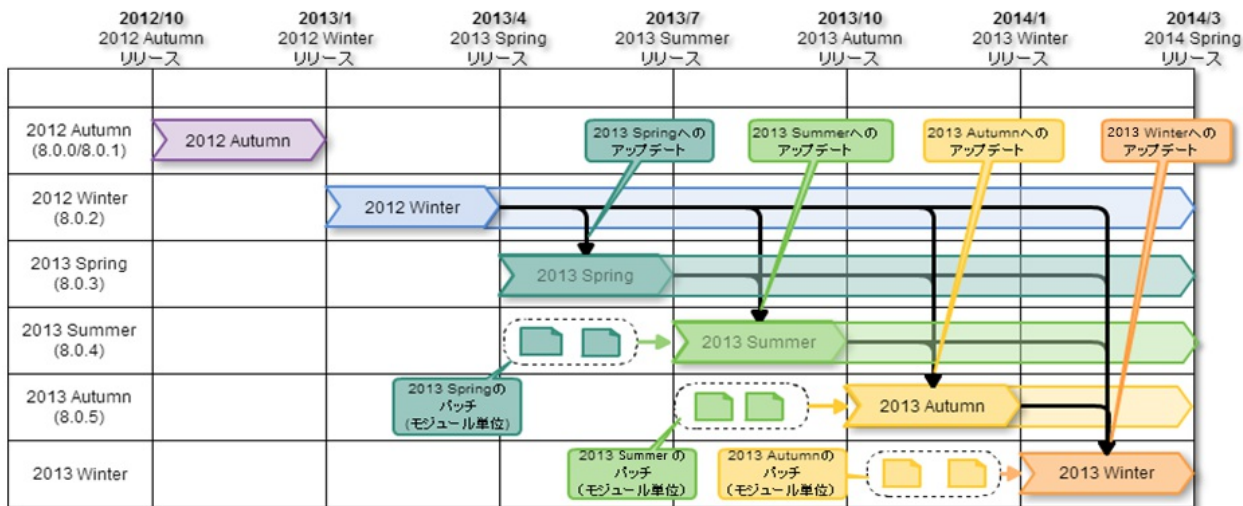 2012/10
2012 Autumn
リリース
2013/1
2012 Winter
リリース
2013/4
2013 Spring
リリース
2013/7
2013 Summer
リリース
2013/10
2013 Autumn
リリース
2014/1
2013 Winter
リリース
2014/3
2014 Spring
リリース
2012 Autumn
(8.0.0/8.0.1)
2012 Autumn
2013 Springへの
アップデート
2013 Summerへの
アップデート
2013 Autumnへの
アップデート
2013 Winterへの
アップデート
2012 Winter
(8.0.2)
2012 Winter
2013 Spring
(8.0.3)
2013 Spring
2013 Summer
(8.0.4)
2013 Summer
2013 Springの
パッチ
(モジュール単位)
2013 Autumn
(8.0.5)
2013 Autumn
2013 Summerの
パッチ
(モジュール単位)
2013 Autumnの
パッチ
(モジュール単位)
2013 Winter
2013 Winter